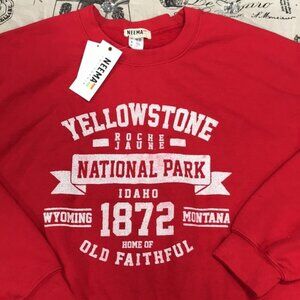 NEEMA
NEEMA
YELLOWSTONE
ROCHE
JAUNE
NATIONAL PARK
IDAHO
WYOMING 1872 MONTANA
HOME OF
OLD FAITHFUL